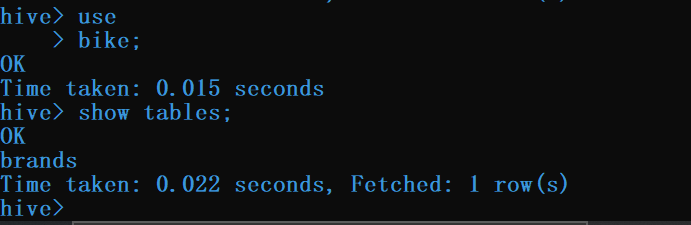 hive> use
    > bike;
OK
Time taken: 0.015 seconds
hive> show tables;
OK
brands
Time taken: 0.022 seconds, Fetched: 1 row(s)
hive>